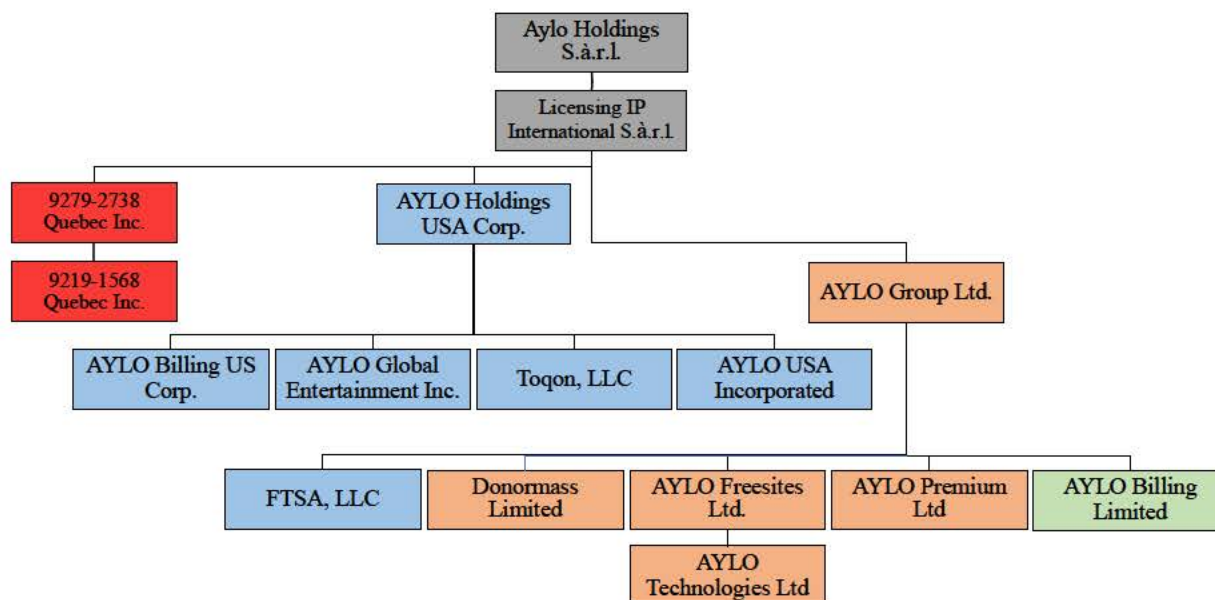 Aylo Holdings
S.à.r.l.
Licensing IP
International S.à.r.l
9279-2738
Quebec Inc.
AYLO Holdings
USA Corp.
9219-1568
Quebec Inc.
AYLO Group Ltd.
AYLO Billing US
Corp.
AYLO Global
Entertainment Inc.
Toqon, LLC
AYLO USA
Incorporated
FTSA, LLC
Donormass
Limited
AYLO Freesites
Ltd.
AYLO Premium
Ltd
AYLO Billing
Limited
AYLO
Technologies Ltd